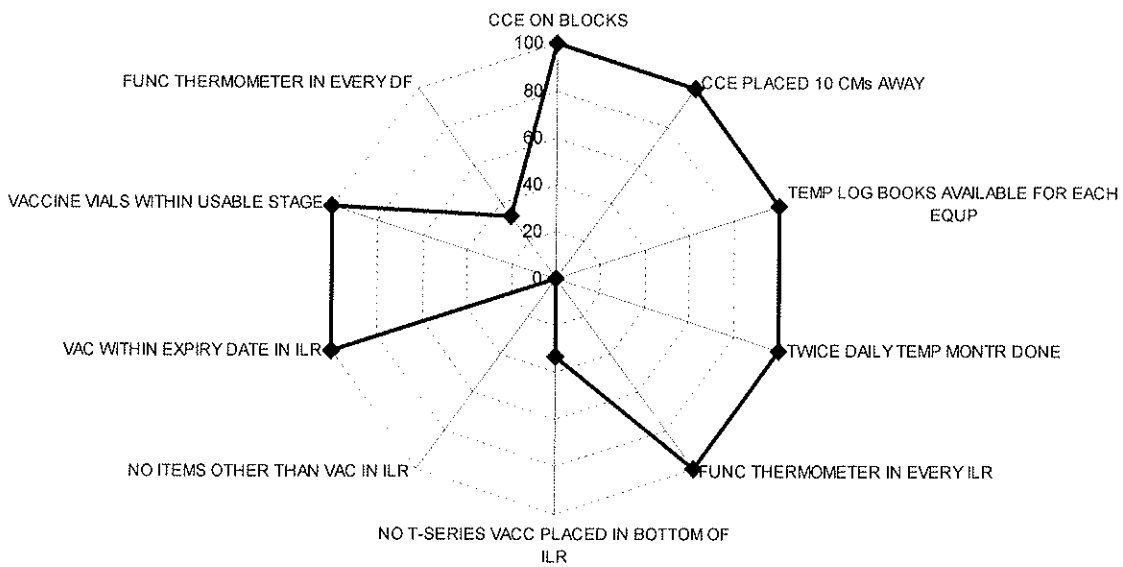 CCE ON BLOCKS
100
FUNC THERMOMETER IN EVERY DF
CCE PLACED 10 CMs AWAY
80
60
40
20
0
VACCINE VIALS WITHIN USABLE STAGE
TEMP LOG BOOKS AVAILABLE FOR EACH
EQUP
VAC WITHIN EXPIRY DATE IN ILR
TWICE DAILY TEMP MONTR DONE
NO ITEMS OTHER THAN VAC IN ILR
FUNC THERMOMETER IN EVERY ILR
NO T-SERIES VACC PLACED IN BOTTOM OF
ILR